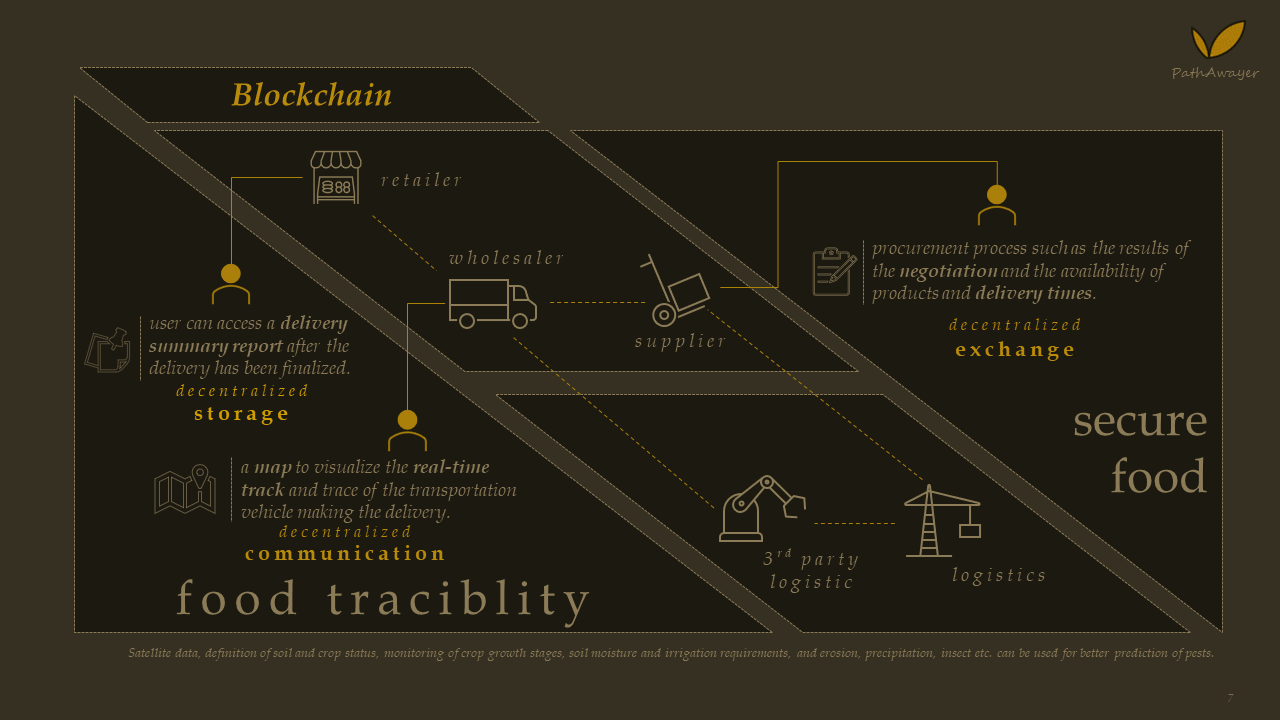 PathAwayer
Blockchain
retailer
wholesaler
supplier
procurement process such as the results of
the negotiation and the availability of
products and delivery times.
decentralized
exchange
user can access a delivery
summary report after the
delivery has been finalized.
decentralized
storage
secure
food
a map to visualize the real-time
track and trace of the transportation
vehicle making the delivery.
decentralized
communication
3rd party
logistic
logistics
food traciblity
Satellite data, definition of soil and crop status, monitoring of crop growth stages, soil moisture and irrigation requirements, and erosion, precipitation, insect etc. can be used for better prediction of pests.
7